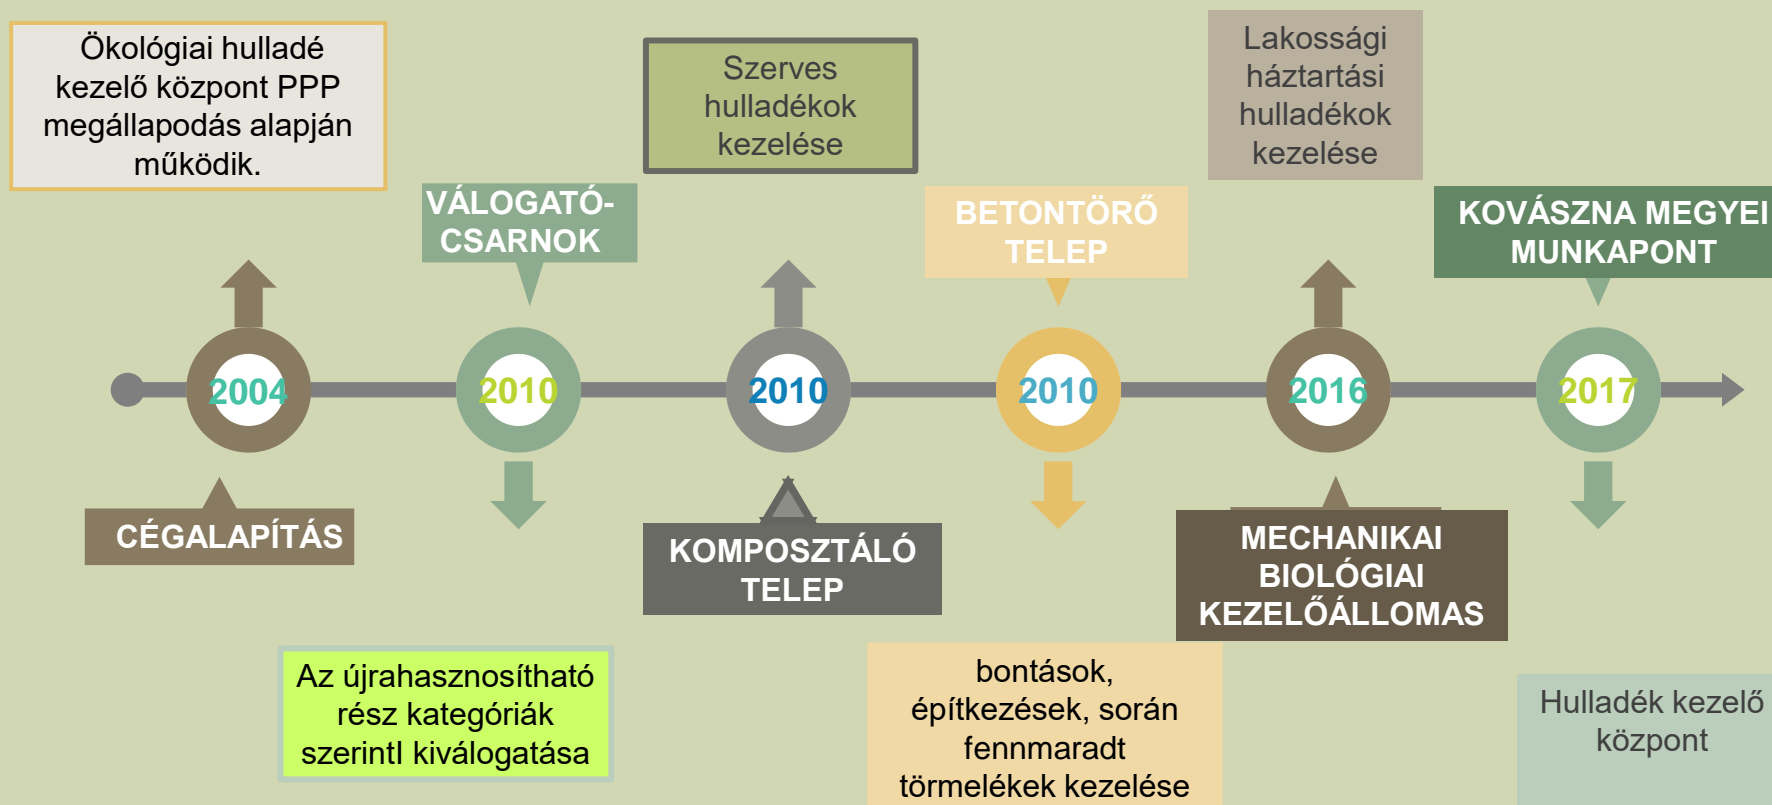 Ökológiai hulladé
kezelő központ PPP
megállapodás alapján
működik.
Szerves
hulladékok
kezelése
Lakossági
háztartási
hulladékok
kezelése
VÁLOGATÓ-
CSARNOK
BETONTÖRŐ
TELEP
KOVÁSZNA MEGYEI
MUNKAPONT
2004
2010
2010
2010
2016
2017
CÉGALAPÍTÁS
KOMPOSZTÁLÓ
TELEP
MECHANIKAI
BIOLÓGIAI
KEZELŐÁLLOMAS
Az újrahasznosítható
rész kategóriák
szerintI kiválogatása
bontások,
építkezések, során
fennmaradt
törmelékek kezelése
Hulladék kezelő
központ